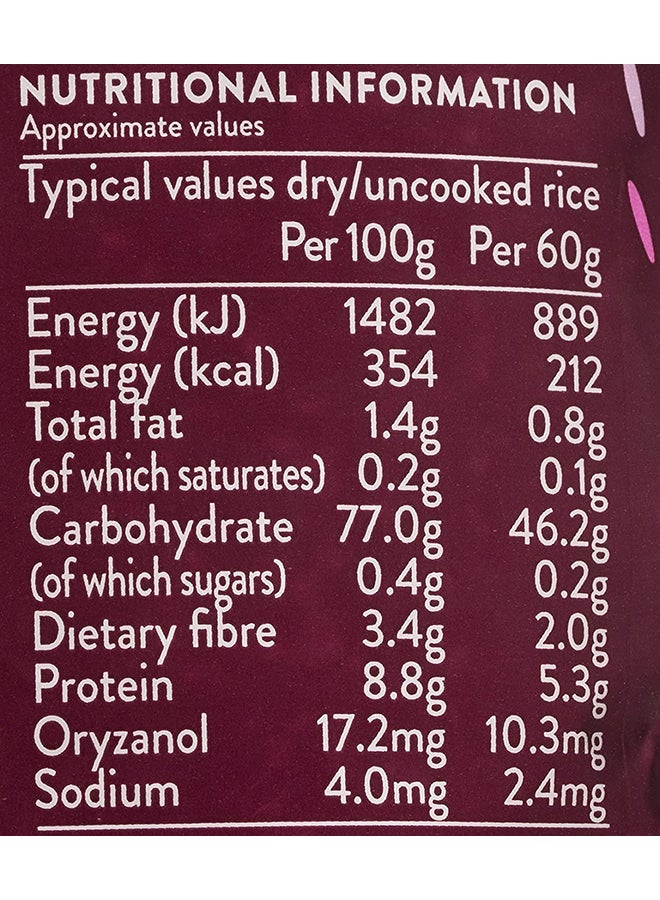 NUTRITIONAL INFORMATION
Approximate values
Typical values dry/uncooked rice
Per 100g Per 60g
Energy (kJ) 1482 889
Energy (kcal) 354 212
Total fat 1.4g 0.8g
(of which saturates) 0.2g 0.1g
Carbohydrate 77.0g 46.2g
(of which sugars) 0.4g 0.2g
Dietary fibre 3.4g 2.0g
Protein 8.8g 5.3g
Oryzanol 17.2mg 10.3mg
Sodium 4.0mg 2.4mg